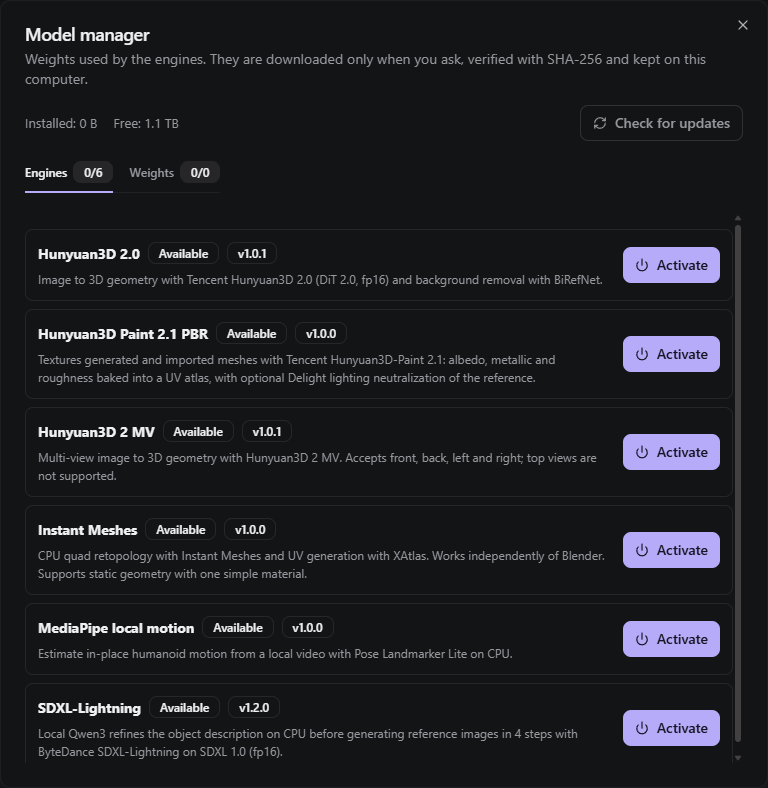 Model manager
Weights used by the engines. They are downloaded only when you ask, verified with SHA-256 and kept on this
computer.
Installed: 0 B Free: 1.1 TB
Check for updates
Engines 0/6 Weights 0/0
Hunyuan3D 2.0 Available v1.0.1
Image to 3D geometry with Tencent Hunyuan3D 2.0 (DiT 2.0, fp16) and background removal with BiRefNet.
Activate
Hunyuan3D Paint 2.1 PBR Available v1.0.0
Textures generated and imported meshes with Tencent Hunyuan3D-Paint 2.1: albedo, metallic and
roughness baked into a UV atlas, with optional Delight lighting neutralization of the reference.
Activate
Hunyuan3D 2 MV Available v1.0.1
Multi-view image to 3D geometry with Hunyuan3D 2 MV. Accepts front, back, left and right; top views are
not supported.
Activate
Instant Meshes Available v1.0.0
CPU quad retopology with Instant Meshes and UV generation with XAtlas. Works independently of Blender.
Supports static geometry with one simple material.
Activate
MediaPipe local motion Available v1.0.0
Estimate in-place humanoid motion from a local video with Pose Landmarker Lite on CPU.
Activate
SDXL-Lightning Available v1.2.0
Local Qwen3 refines the object description on CPU before generating reference images in 4 steps with
ByteDance SDXL-Lightning on SDXL 1.0 (fp16).
Activate